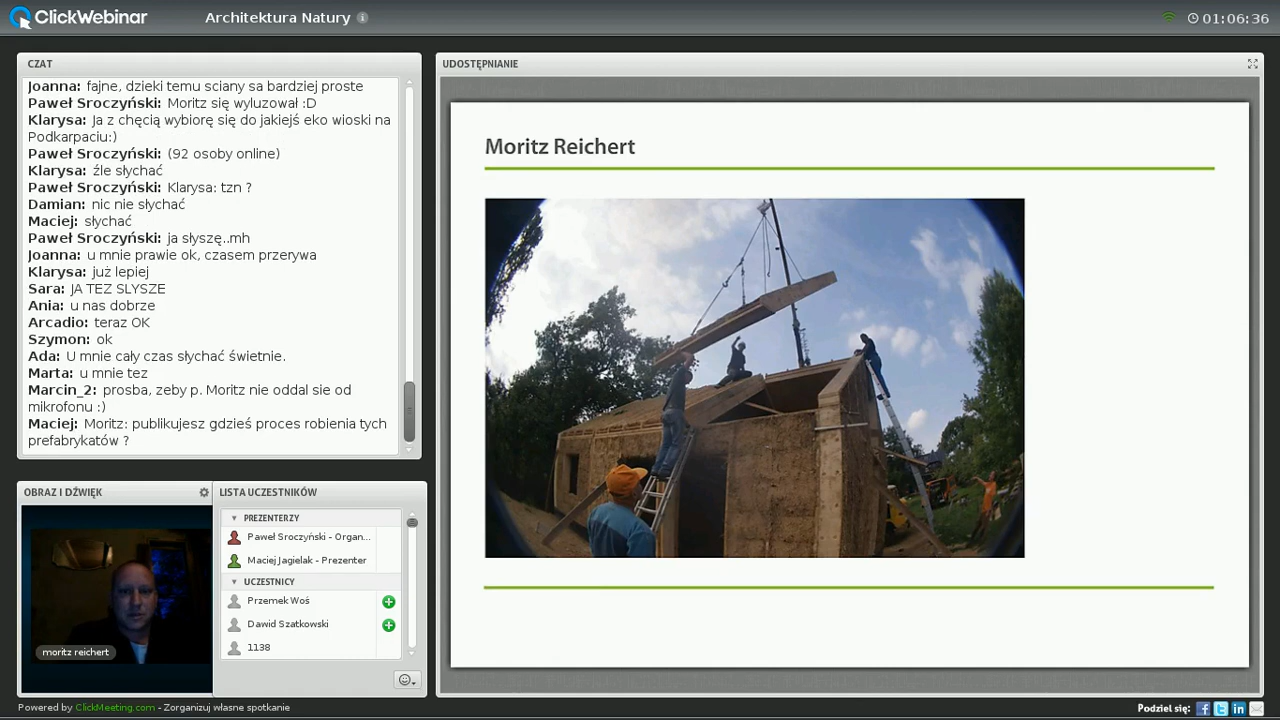 ClickWebinar
Architektura Natury
01:06:36
CZAT
Joanna: fajne, dzieki temu sciany sa bardziej proste
Paweł Sroczyński: Moritz się wyluzował :D
Klarysa: Ja z chęcią wybiorę się do jakiejś eko wioski na
Podkarpaciu:)
Paweł Sroczyński: (92 osoby online)
Klarysa: źle słychać
Paweł Sroczyński: Klarysa: tzn ?
Damian: nic nie słychać
Maciej: słychać
Paweł Sroczyński: ja słyszę..mh
Joanna: u mnie prawie ok, czasem przerywa
Klarysa: już lepiej
Sara: JA TEZ SLYSZE
Ania: u nas dobrze
Arcadio: teraz OK
Szymon: ok
Ada: U mnie cały czas słychać świetnie.
Marta: u mnie tez
Marcin_2: prosba, zeby p. Moritz nie oddal sie od
mikrofonu :)
Maciej: Moritz: publikujesz gdzieś proces robienia tych
prefabrykatów ?
OBRAZ I DŹWIĘK
moritz reichert
LISTA UCZESTNIKÓW
PREZENTERZY
Paweł Sroczyński - Organ...
Maciej Jagielak - Prezenter
UCZESTNICY
Przemek Woś
Dawid Szatkowski
1138
UDOSTĘPNIANIE
Moritz Reichert
Powered by ClickMeeting.com - Zorganizuj własne spotkanie
Podziel się: